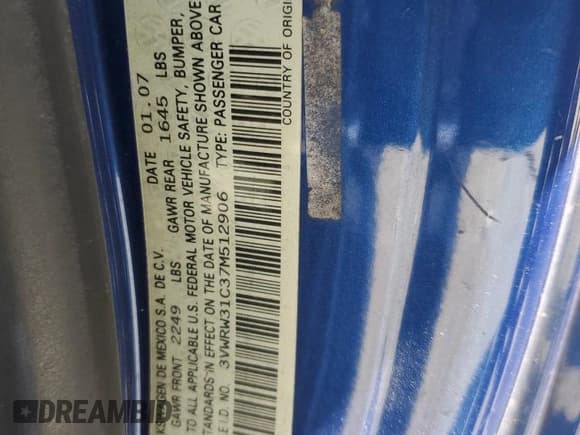 KSWAGEN DE MEXICO S.A. DE C.V. DATE 01.07
GAWR FRONT 2249 LBS GAWR REAR 1645 LBS
TO ALL APPLICABLE U.S. FEDERAL MOTOR VEHICLE SAFETY, BUMPER,
STANDARDS IN EFFECT ON THE DATE OF MANUFACTURE SHOWN ABOVE
E I.D. NO. 3VWRW31C37M512906 TYPE: PASSENGER CAR
COUNTRY OF ORIGI
DREAMBID